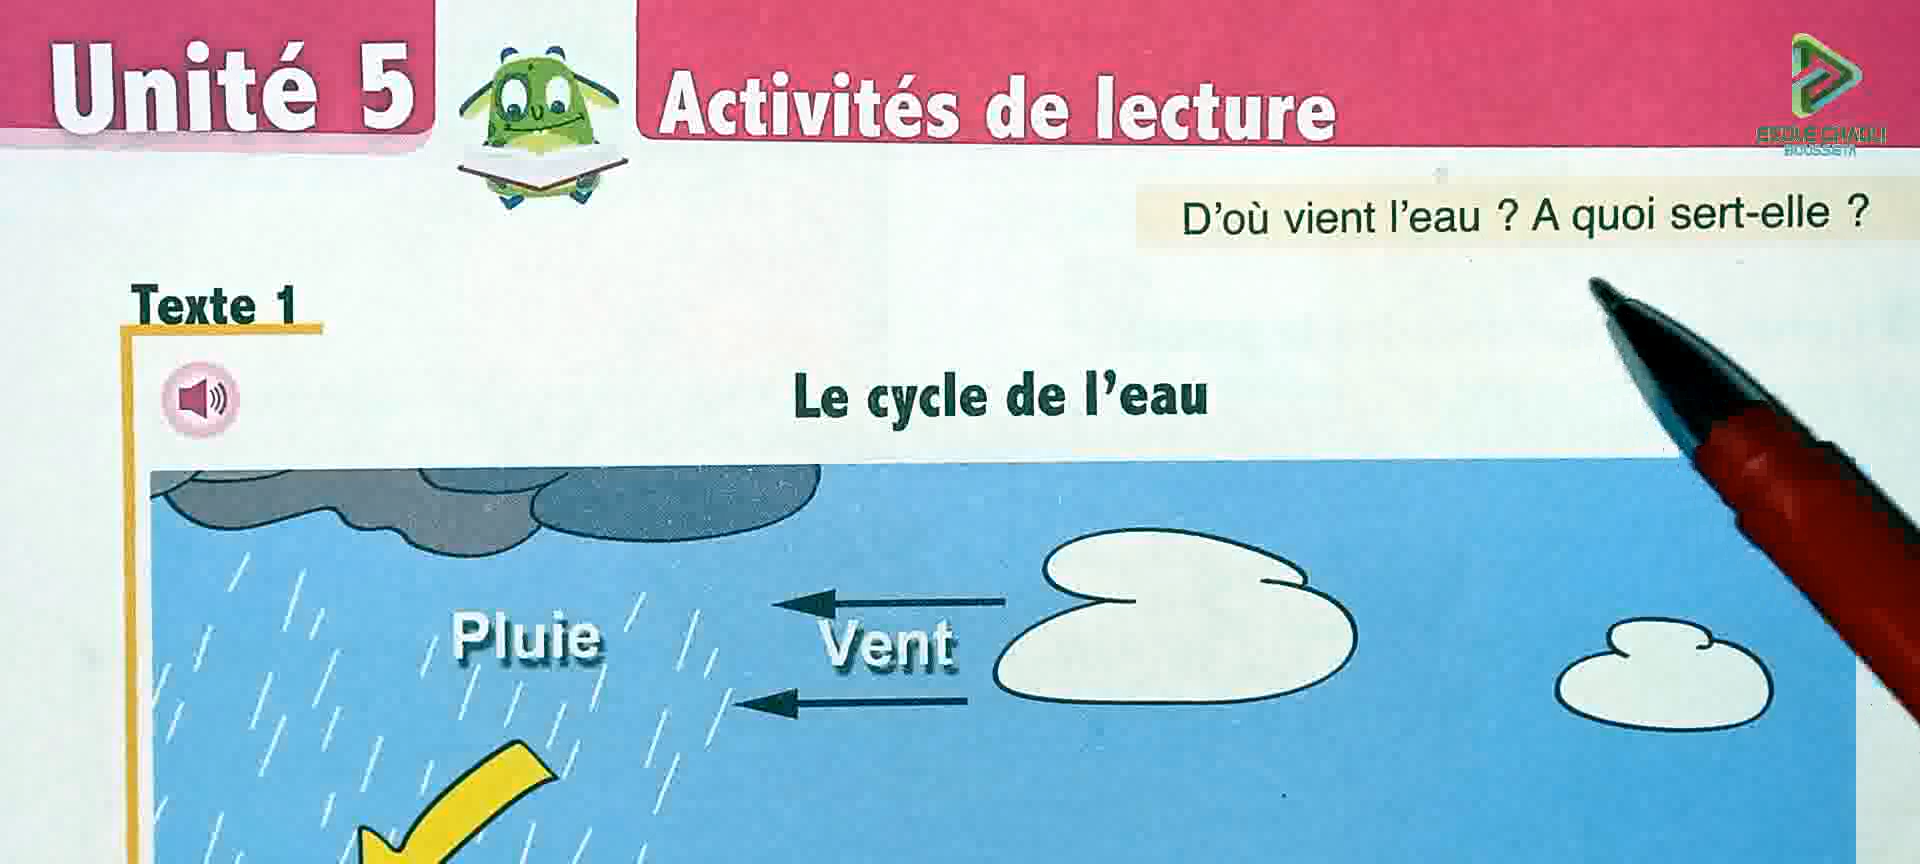 Unité 5
Activités de lecture
D'où vient l'eau ? A quoi sert-elle ?
Texte 1
Le cycle de l'eau
Pluie
Vent